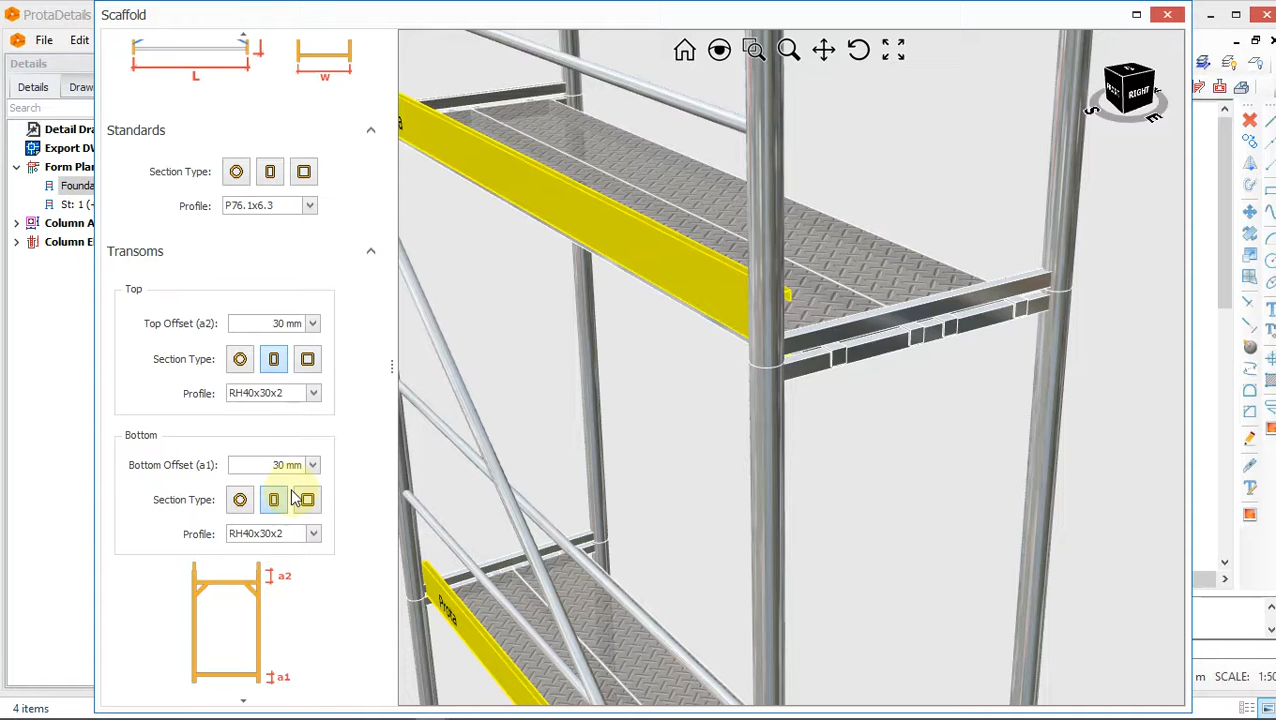 ProtaDetails
Scaffold
File Edit
Details
Details Draw
Search
Detail Dra
Export DW
Form Plan
Founda
St: 1 (-
Column A
Column E
4 items
L
w
Standards
Section Type:
Profile: P76.1x6.3
Transoms
Top
Top Offset (a2): 30 mm
Section Type:
Profile: RH40x30x2
Bottom
Bottom Offset (a1): 30 mm
Section Type:
Profile: RH40x30x2
a2
a1
a
Prota
RIGHT
S
E
m SCALE: 1:50